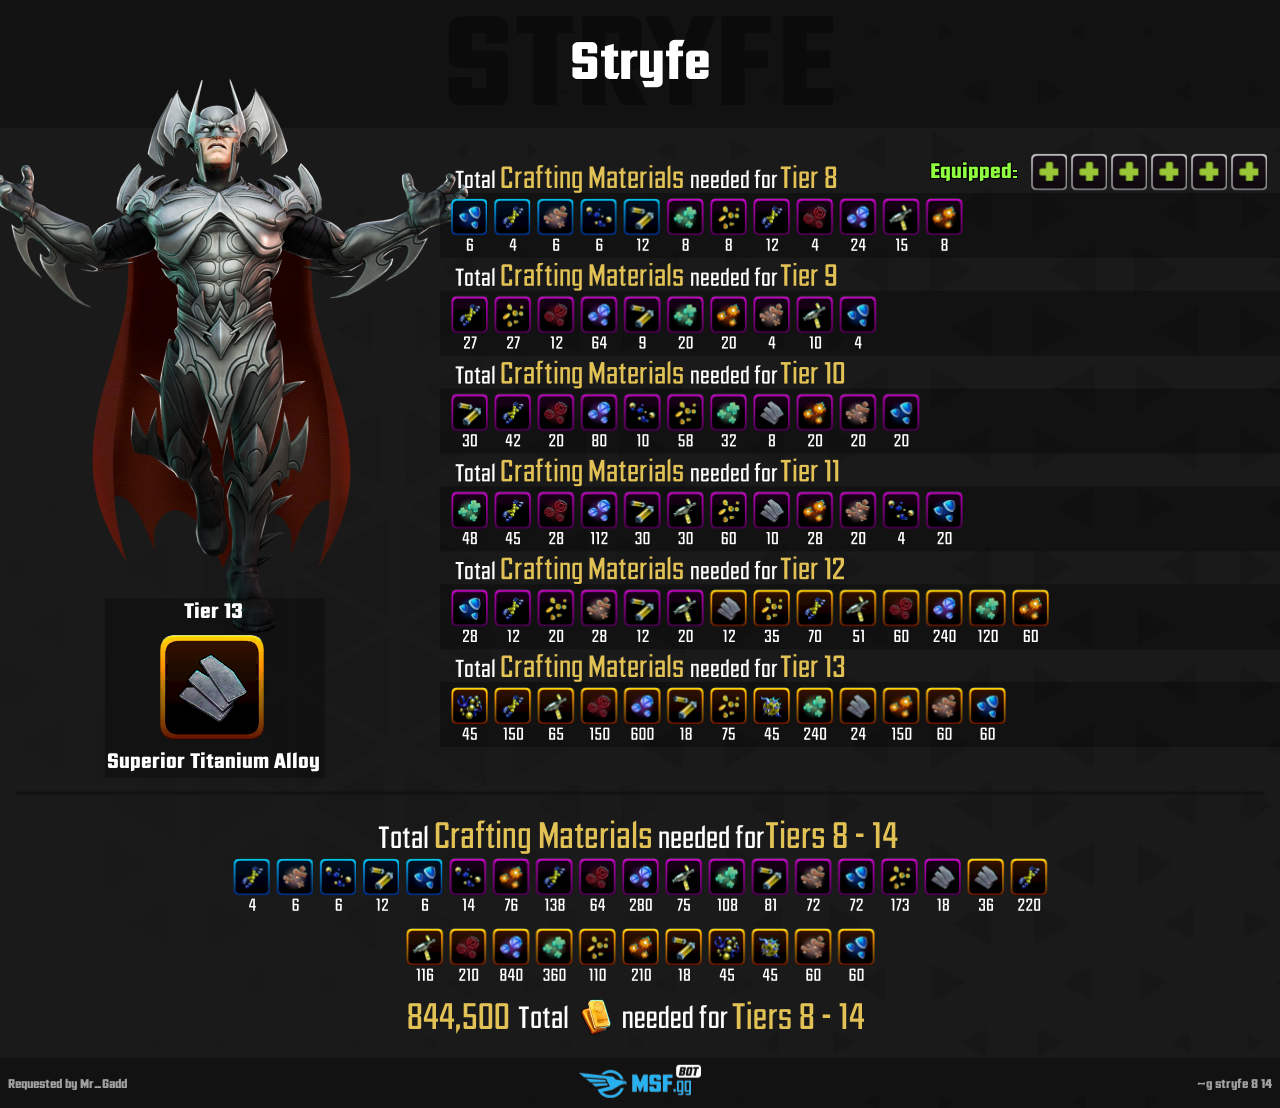 STRYFE
Stryfe
Equipped:
Total Crafting Materials needed for Tier 8
6 4 6 6 12 8 8 12 4 24 15 8
Total Crafting Materials needed for Tier 9
27 27 12 64 9 20 20 4 10 4
Total Crafting Materials needed for Tier 10
30 42 20 80 10 58 32 8 20 20 20
Total Crafting Materials needed for Tier 11
48 45 28 112 30 30 60 10 28 20 4 20
Total Crafting Materials needed for Tier 12
28 12 20 28 12 20 12 35 70 51 60 240 120 60
Total Crafting Materials needed for Tier 13
45 150 65 150 600 18 75 45 240 24 150 60 60
Tier 13
Superior Titanium Alloy
Total Crafting Materials needed for Tiers 8 - 14
4 6 6 12 6 14 76 138 64 280 75 108 81 72 72 173 18 36 220
116 210 840 360 110 210 18 45 45 60 60
844,500 Total needed for Tiers 8 - 14
Requested by Mr_Gadd
MSF.gg BOT
~g stryfe 8 14